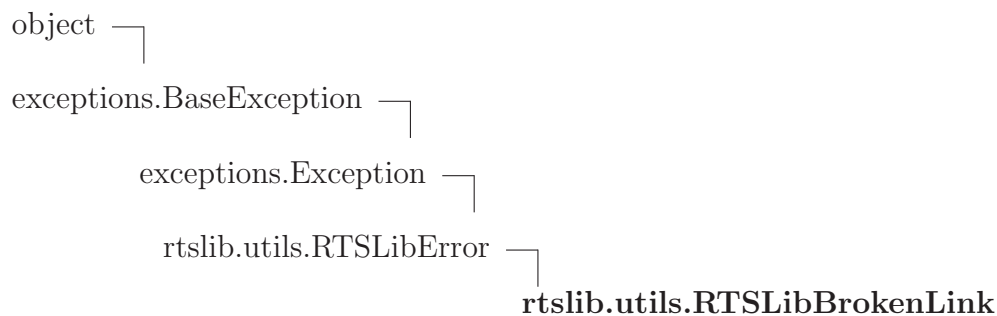 object
exceptions.BaseException
exceptions.Exception
rtslib.utils.RTSLibError
rtslib.utils.RTSLibBrokenLink